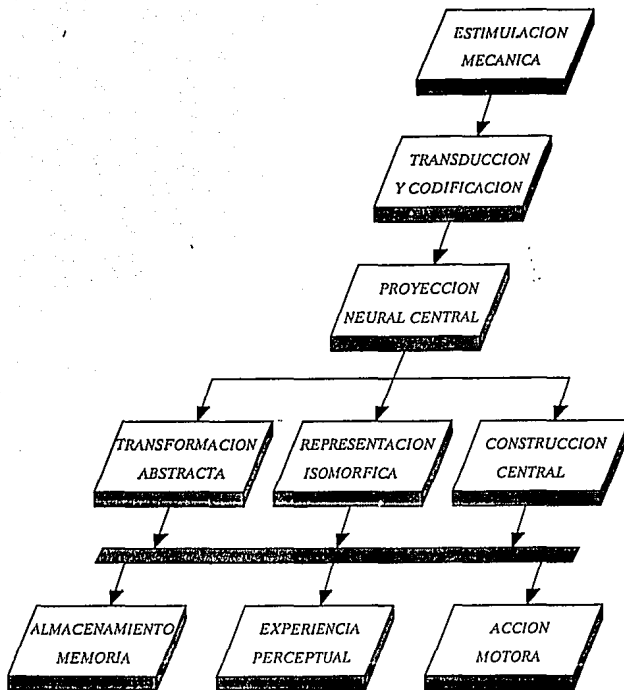 ESTIMULACION
MECANICA
TRANSDUCCION
Y CODIFICACION
PROYECCION
NEURAL CENTRAL
TRANSFORMACION
ABSTRACTA
REPRESENTACION
ISOMORFICA
CONSTRUCCION
CENTRAL
ALMACENAMIENTO
MEMORIA
EXPERIENCIA
PERCEPTUAL
ACCION
MOTORA